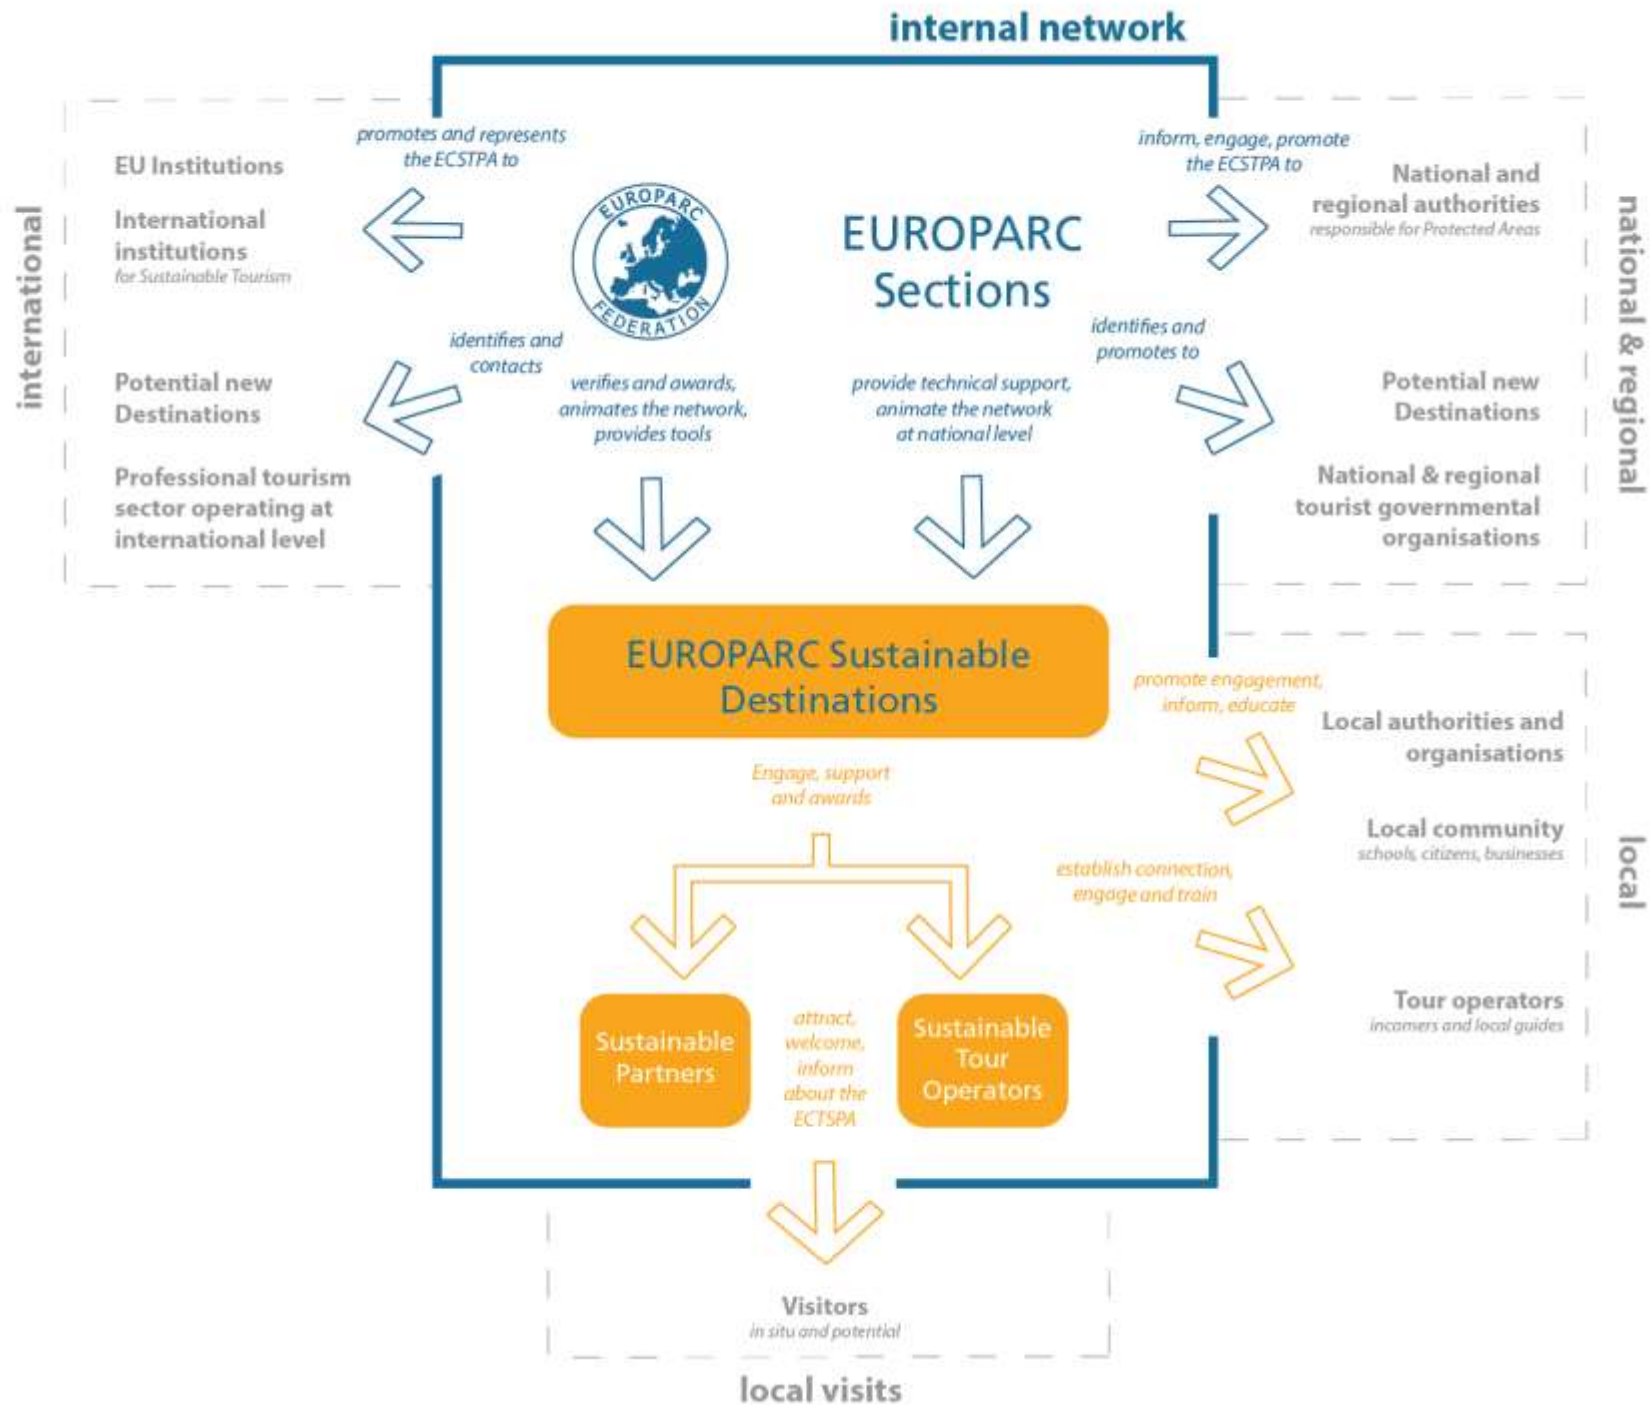 internal network
international
EU Institutions
International
institutions
for Sustainable Tourism
Potential new
Destinations
Professional tourism
sector operating at
international level
promotes and represents
the ECSTPA to
identifies and
contacts
EUROPARC
FEDERATION
verifies and awards,
animates the network,
provides tools
EUROPARC
Sections
provide technical support,
animate the network
at national level
inform, engage, promote
the ECSTPA to
identifies and
promotes to
National and
regional authorities
responsible for Protected Areas
Potential new
Destinations
National & regional
tourist governmental
organisations
national & regional
EUROPARC Sustainable
Destinations
promote engagement,
inform, educate
Local authorities and
organisations
Local community
schools, citizens, businesses
establish connection,
engage and train
Tour operators
incomers and local guides
local
Engage, support
and awards
Sustainable
Partners
attract,
welcome,
inform
about the
ECTSPA
Sustainable
Tour
Operators
Visitors
in situ and potential
local visits